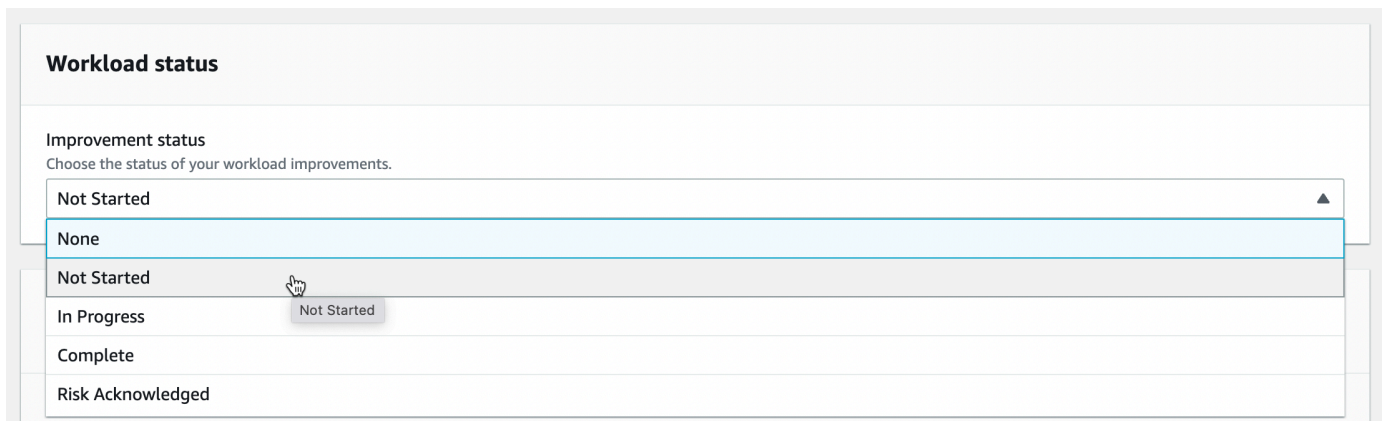 Workload status
Improvement status
Choose the status of your workload improvements.
Not Started
None
Not Started
Not Started
In Progress
Complete
Risk Acknowledged